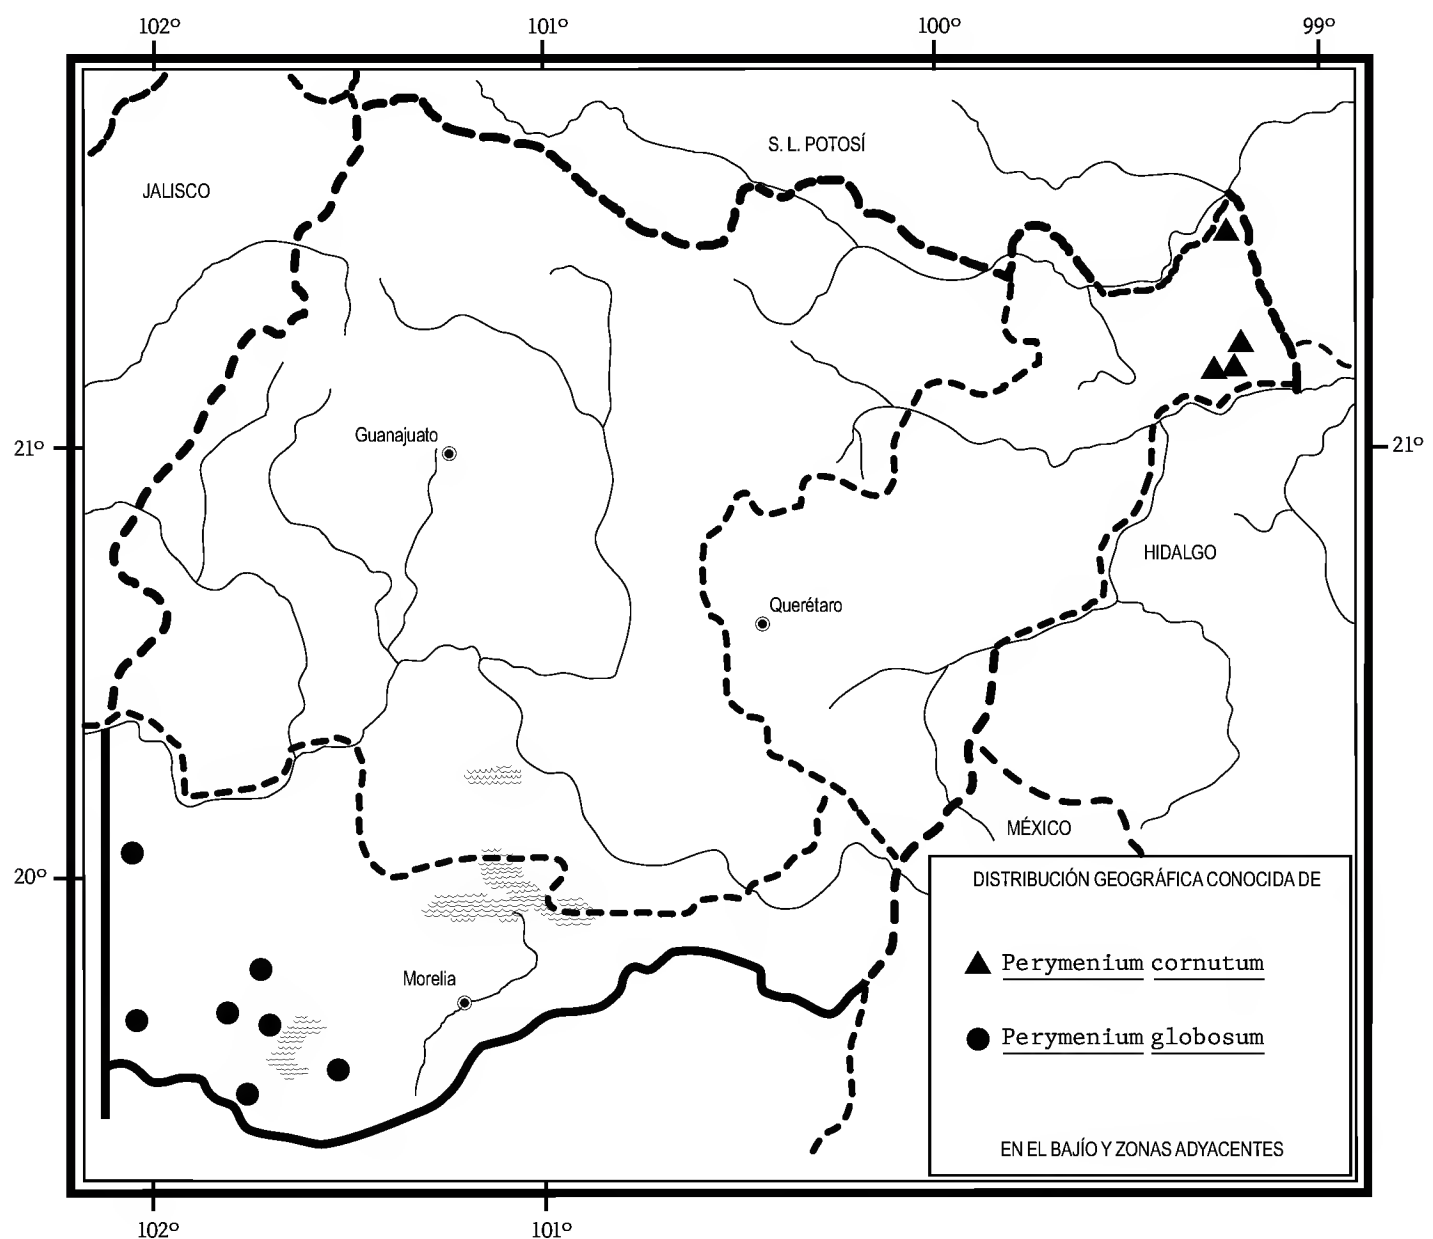 102º 101º 100º 99º
S. L. POTOSÍ
JALISCO
Guanajuato
21º 21º
HIDALGO
Querétaro
MÉXICO
20º
DISTRIBUCIÓN GEOGRÁFICA CONOCIDA DE
Perymenium cornutum
Morelia
Perymenium globosum
EN EL BAJÍO Y ZONAS ADYACENTES
102º 101º